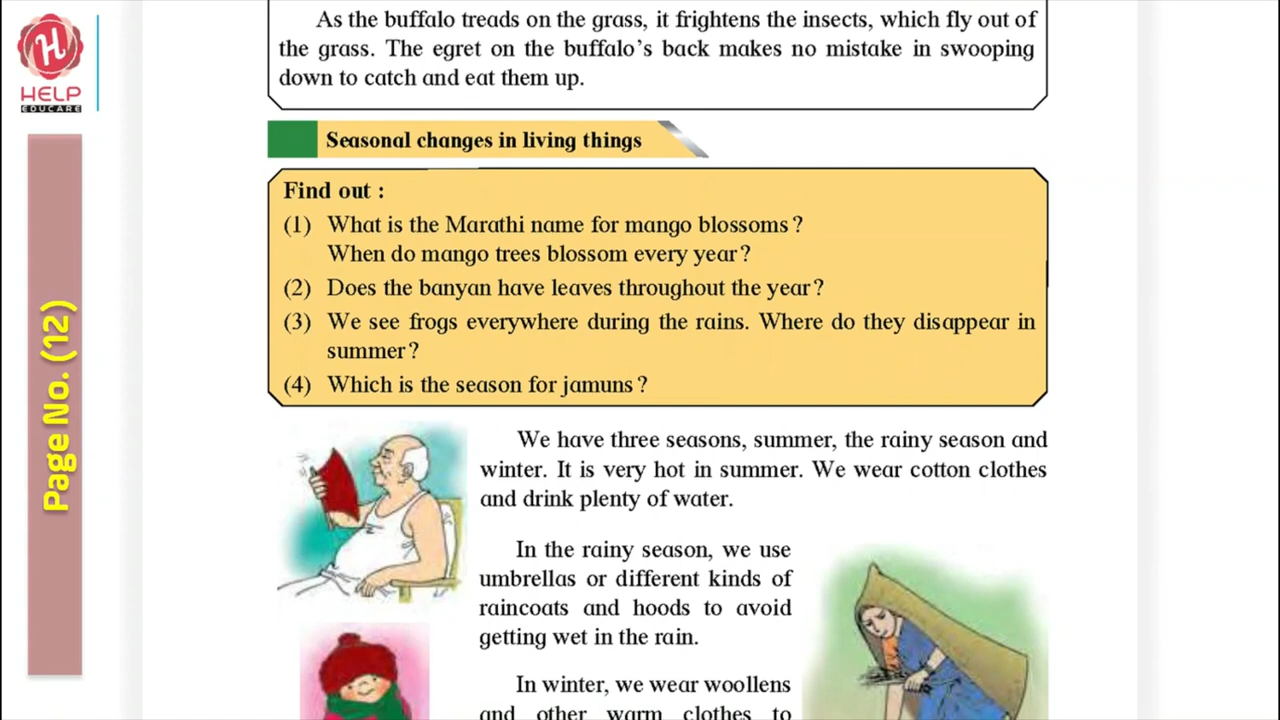 HELP
EDUCARE
Page No. (12)
As the buffalo treads on the grass, it frightens the insects, which fly out of
the grass. The egret on the buffalo’s back makes no mistake in swooping
down to catch and eat them up.
Seasonal changes in living things
Find out :
(1) What is the Marathi name for mango blossoms?
When do mango trees blossom every year?
(2) Does the banyan have leaves throughout the year?
(3) We see frogs everywhere during the rains. Where do they disappear in
summer?
(4) Which is the season for jamuns?
We have three seasons, summer, the rainy season and
winter. It is very hot in summer. We wear cotton clothes
and drink plenty of water.
In the rainy season, we use
umbrellas or different kinds of
raincoats and hoods to avoid
getting wet in the rain.
In winter, we wear woollens
and other warm clothes to